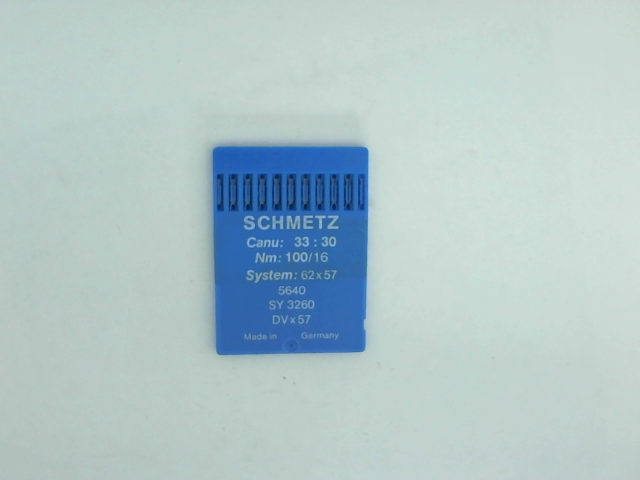 SCHMETZ
Canu: 33:30
Nm: 100/16
System: 62x57
5640
SY 3260
DVx57
Made in Germany